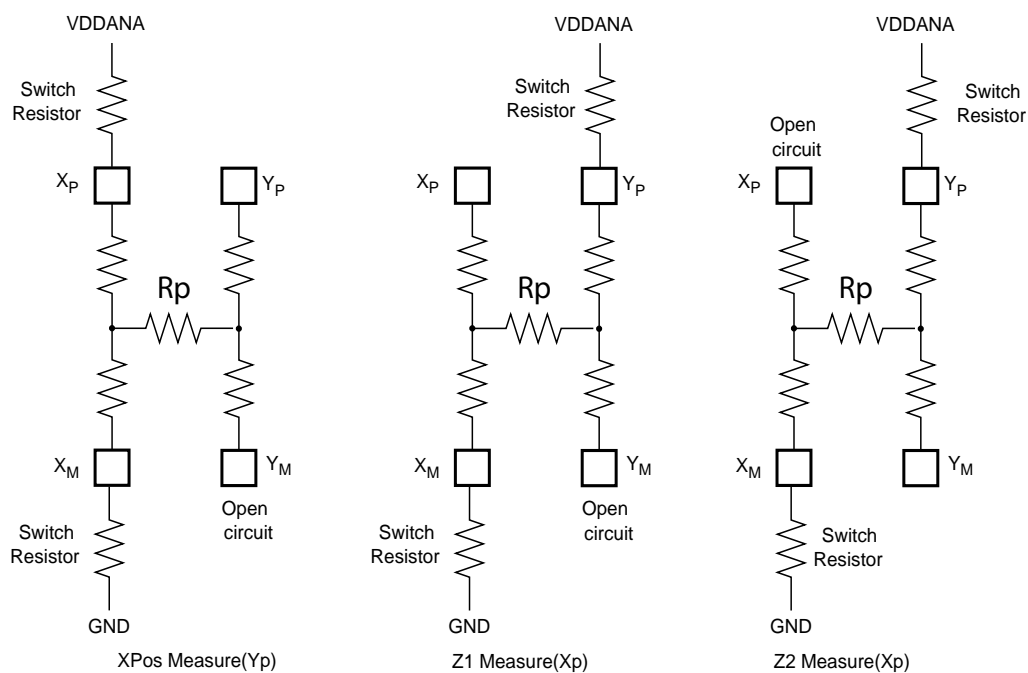 VDDANA
Switch
Resistor
XP
YP
Rp
XM
YM
Open
circuit
Switch
Resistor
GND
XPos Measure(Yp)
VDDANA
Switch
Resistor
XP
YP
Rp
XM
YM
Open
circuit
Switch
Resistor
GND
Z1 Measure(Xp)
VDDANA
Switch
Resistor
Open
circuit
XP
YP
Rp
XM
YM
Switch
Resistor
GND
Z2 Measure(Xp)